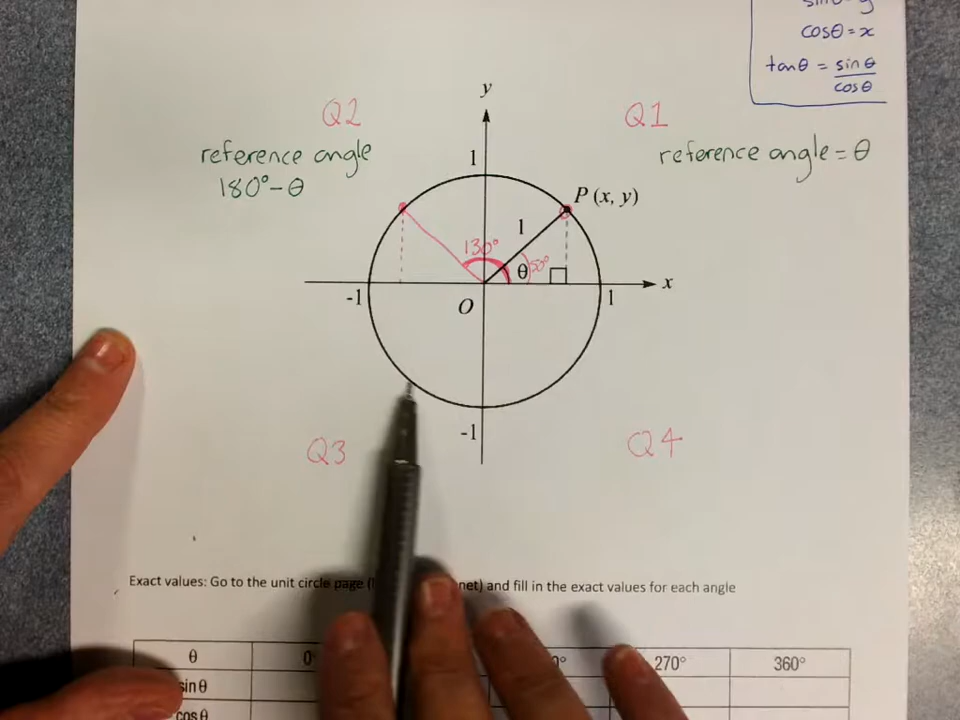 cosθ = x
tanθ = sinθ
cosθ
y
Q2
Q1
reference angle
180° - θ
reference angle = θ
1
P (x, y)
1
130°
50°
θ
x
-1
O
1
-1
Q3
Q4
Exact values: Go to the unit circle page (
net) and fill in the exact values for each angle
θ
270°
360°
sinθ
cosθ